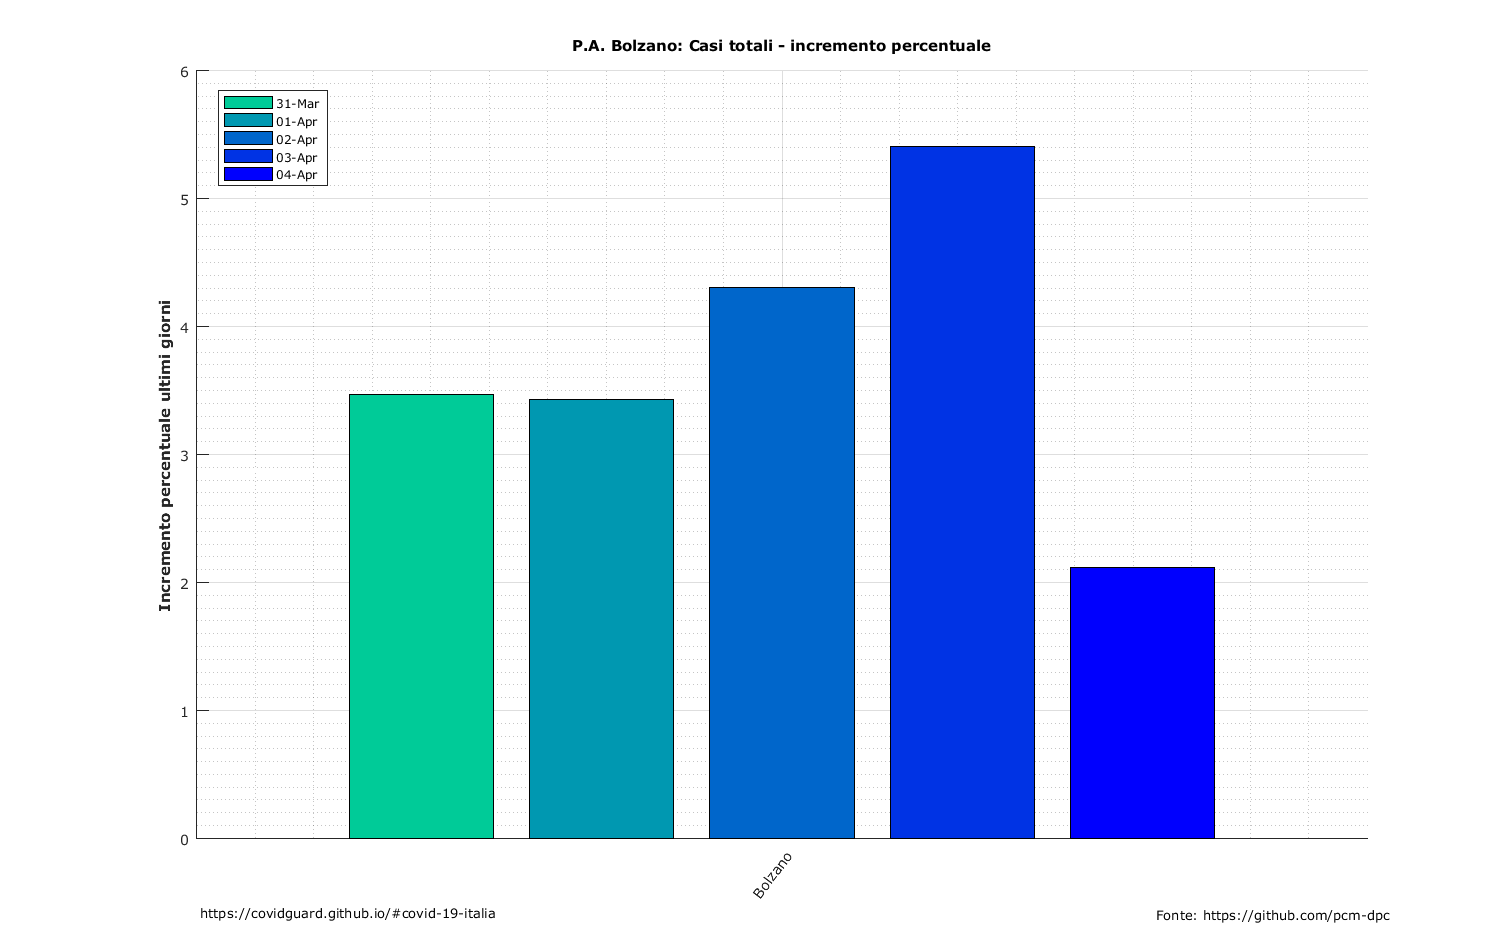 P.A. Bolzano: Casi totali - incremento percentuale
31-Mar
01-Apr
02-Apr
03-Apr
04-Apr
Incremento percentuale ultimi giorni
6
5
4
3
2
1
0
Bolzano
https://covidguard.github.io/#covid-19-italia
Fonte: https://github.com/pcm-dpc